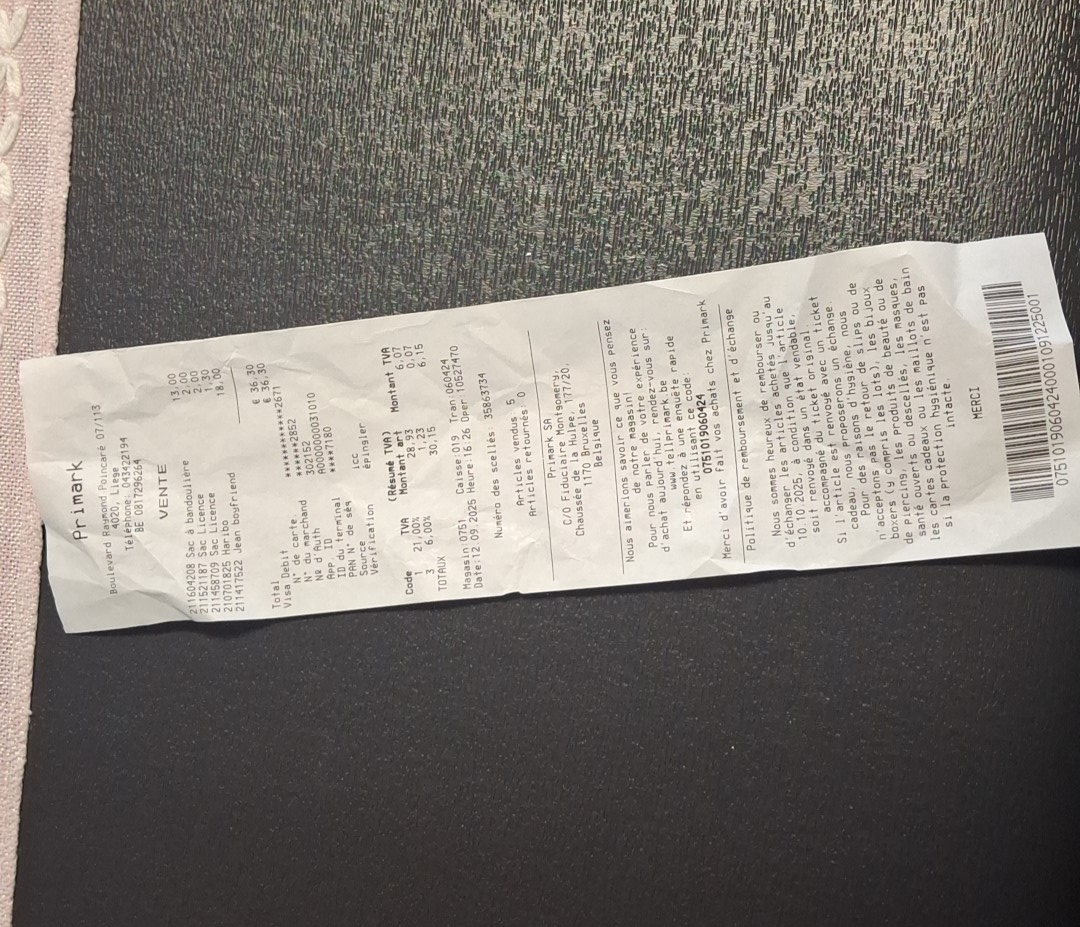 Primark
Boulevard Raymond Poincaré 07/13
4020, Liège
Téléphone: 043422194
BE 0817296264
VENTE
211604208 Sac à bandoulière 13,00
211521187 Sac Licence 2,00
211458709 Sac Licence 2,00
210701825 Haribo 1,30
211417522 Jean boyfriend 18,00
Total € 36,30
Visa Debit € 36,30
N° de carte ************2671
N° du marchand ******2852
Nº d'Auth 3021532
App ID A0000000031010
ID du terminal ****7180
PAN N° de séq
Source icc
Vérification épingler
(Résumé TVA)
Code TVA Montant art Montant TVA
1 21,00% 28,93 6,07
3 6,00% 1,23 0,07
TOTAUX 30,15 6,15
Magasin 0751 Caisse:019 Tran:060424
Date:12.09.2025 Heure:16:26 Oper:10527470
Numéro des scellés 35863734
Articles vendus 5
Articles retournés 0
Primark SA
C/O Fiduciaire Montgomery,
Chaussée de la Hulpe, 177/20.
1170 Bruxelles
Belgique
Nous aimerions savoir ce que vous pensez
de notre magasin!
Pour nous parler de votre expérience
d'achat aujourd'hui, rendez-vous sur:
www.tellprimark.be
Et répondez à une enquête rapide
en utilisant ce code:
0751019060424
Merci d'avoir fait vos achats chez Primark
Politique de remboursement et d'échange
Nous sommes heureux de rembourser ou
d'échanger les articles achetés jusqu'au
10.10.2025, à condition que l'article
soit renvoyé dans un état vendable,
accompagné du ticket original.
Si l'article est renvoyé avec un ticket
cadeau, nous proposerons un échange.
Pour des raisons d'hygiène, nous
n'acceptons pas le retour de slips ou de
boxers (y compris les lots), les bijoux
de piercing, les produits de beauté ou de
santé ouverts ou descellés, les masques,
les cartes cadeaux ou les maillots de bain
si la protection hygiénique n'est pas
intacte.
MERCI
0751019060424000109122 5001